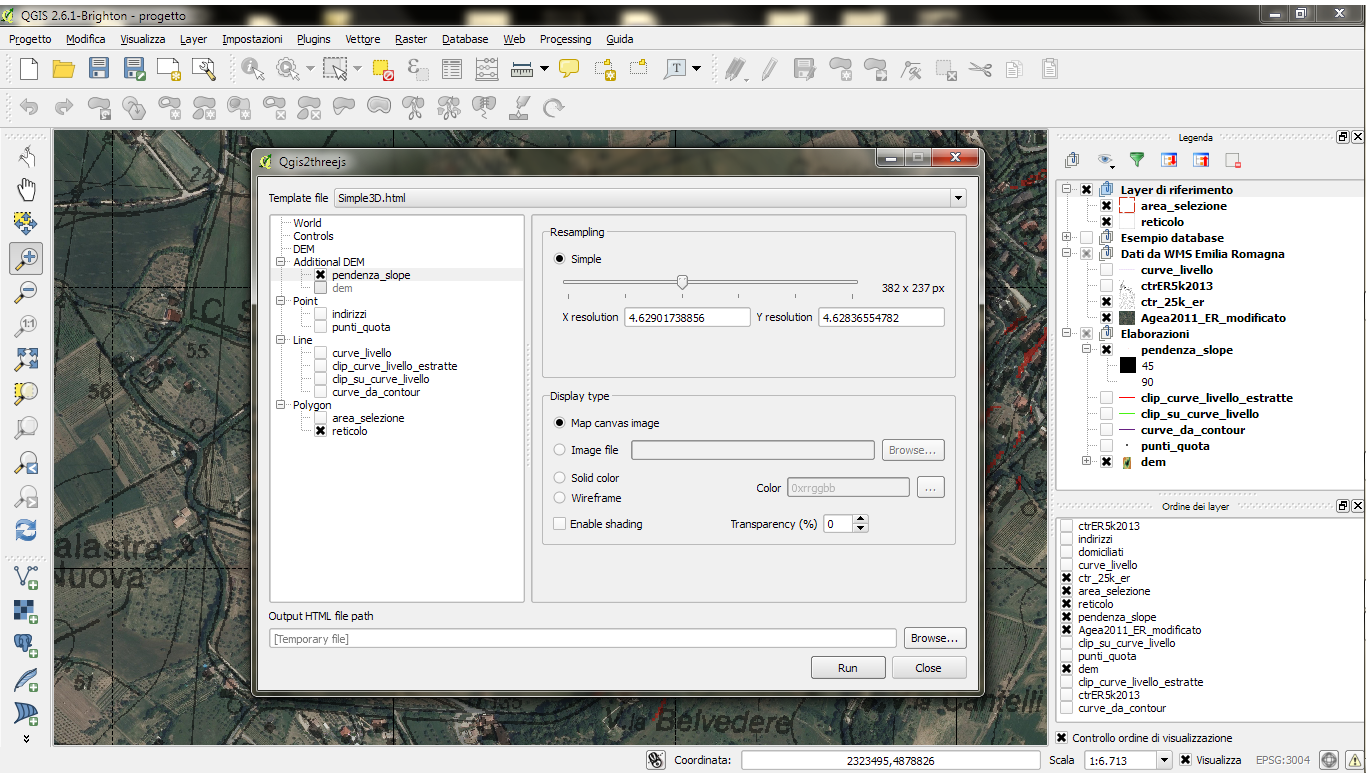 QGIS 2.6.1-Brighton - progetto
Progetto Modifica Visualizza Layer Impostazioni Plugins Vettore Raster Database Web Processing Guida
Qgis2threejs
Template file Simple3D.html
World
Controls
DEM
Additional DEM
pendenza_slope
dem
Point
indirizzi
punti_quota
Line
curve_livello
clip_curve_livello_estratte
clip_su_curve_livello
curve_da_contour
Polygon
area_selezione
reticolo
Resampling
Simple
382 x 237 px
X resolution 4.62901738856 Y resolution 4.62836554782
Display type
Map canvas image
Image file Browse...
Solid color
Wireframe
Color 0xrrggbb ...
Enable shading Transparency (%) 0
Output HTML file path
[Temporary file] Browse...
Run Close
24
55
56
alastra
Nuova
51
Belvedere
Legenda
Layer di riferimento
area_selezione
reticolo
Esempio database
Dati da WMS Emilia Romagna
curve_livello
ctrER5k2013
ctr_25k_er
Agea2011_ER_modificato
Elaborazioni
pendenza_slope
45
90
clip_curve_livello_estratte
clip_su_curve_livello
curve_da_contour
punti_quota
dem
Ordine dei layer
ctrER5k2013
indirizzi
domiciliati
curve_livello
ctr_25k_er
area_selezione
reticolo
pendenza_slope
Agea2011_ER_modificato
clip_su_curve_livello
punti_quota
dem
clip_curve_livello_estratte
ctrER5k2013
curve_da_contour
Controllo ordine di visualizzazione
Coordinata: 2323495,4878826 Scala 1:6.713 Visualizza EPSG:3004